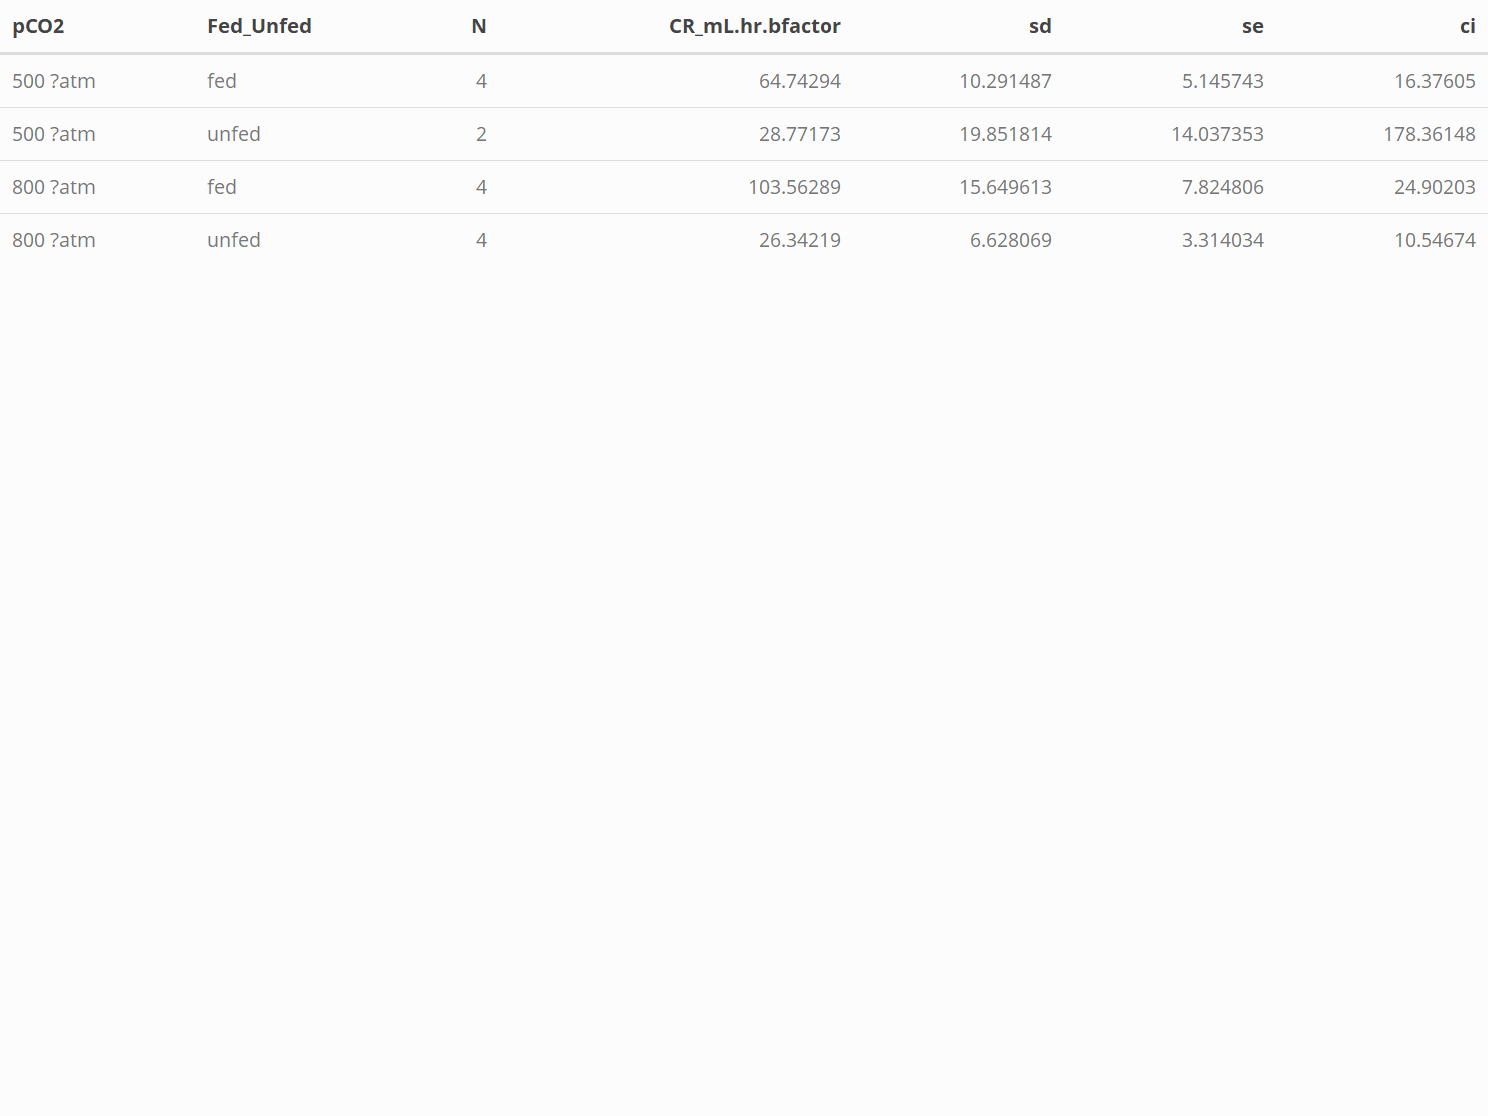 pCO2 Fed_Unfed N CR_mL.hr.bfactor sd se ci
500 ?atm fed 4 64.74294 10.291487 5.145743 16.37605
500 ?atm unfed 2 28.77173 19.851814 14.037353 178.36148
800 ?atm fed 4 103.56289 15.649613 7.824806 24.90203
800 ?atm unfed 4 26.34219 6.628069 3.314034 10.54674